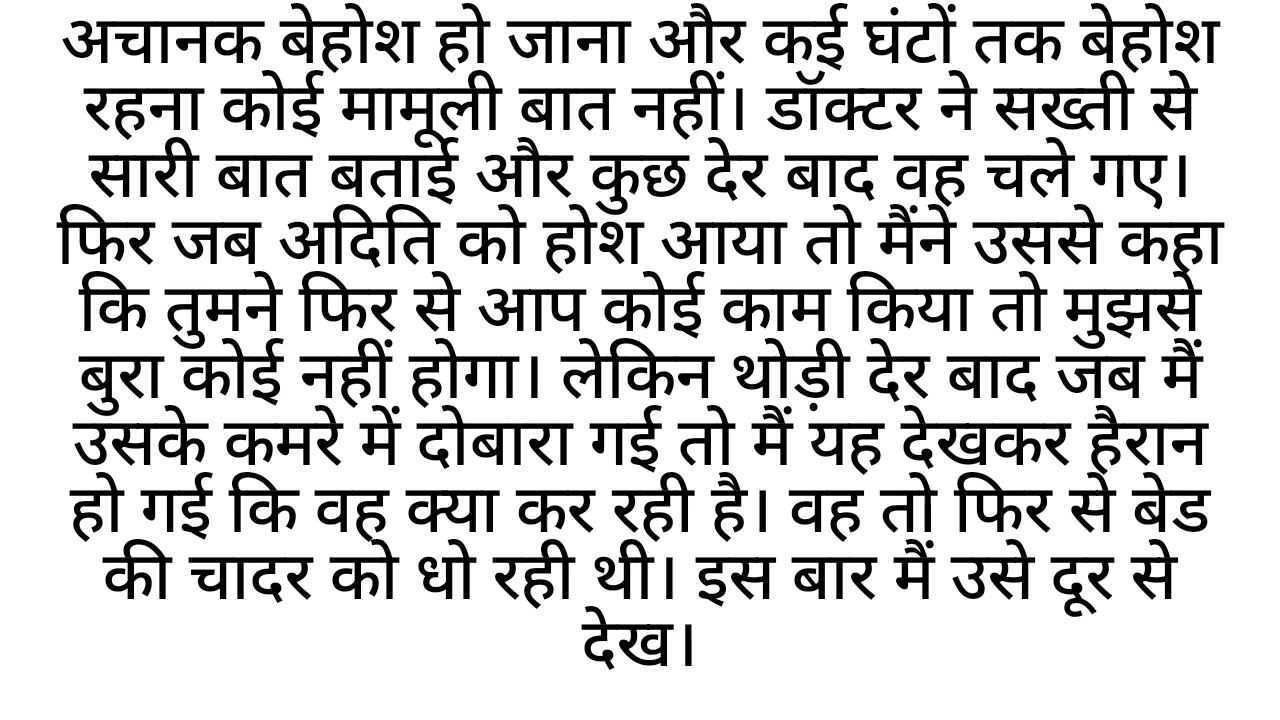 अचानक बेहोश हो जाना और कई घंटों तक बेहोश
रहना कोई मामूली बात नहीं। डॉक्टर ने सख्ती से
सारी बात बताई और कुछ देर बाद वह चले गए।
फिर जब अदिति को होश आया तो मैंने उससे कहा
कि तुमने फिर से आप कोई काम किया तो मुझसे
बुरा कोई नहीं होगा। लेकिन थोड़ी देर बाद जब मैं
उसके कमरे में दोबारा गई तो मैं यह देखकर हैरान
हो गई कि वह क्या कर रही है। वह तो फिर से बेड
की चादर को धो रही थी। इस बार मैं उसे दूर से
देख।